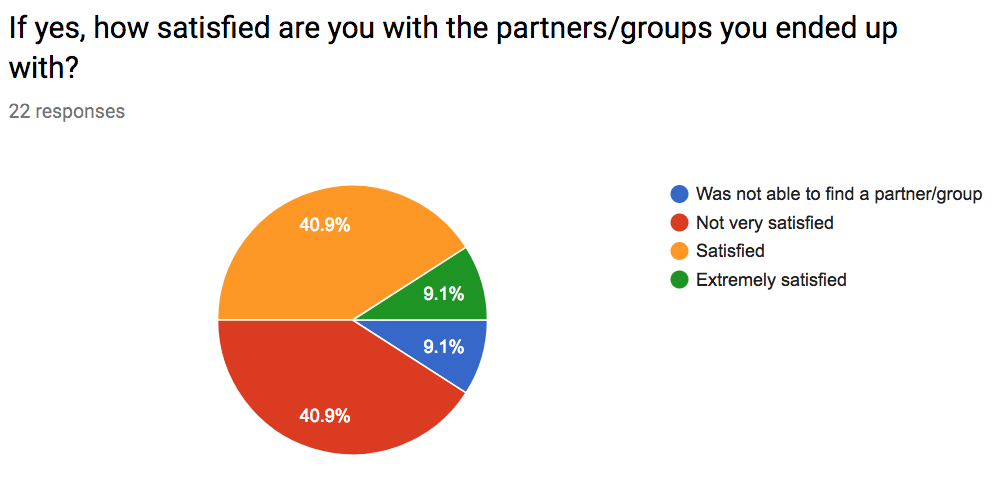 If yes, how satisfied are you with the partners/groups you ended up
with?
22 responses
40.9%
9.1%
9.1%
40.9%
Was not able to find a partner/group
Not very satisfied
Satisfied
Extremely satisfied